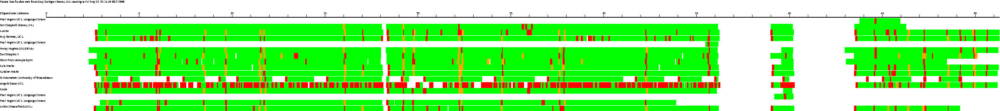 Packet loss for data sent from Gary Stringer (Exeter, UK) starting at Fri May 01 10:14:49 BST 1998
Elapsed time (minutes) 0 5 10 15 20 25 30 35 40 45 50
Paul Hogan (UCL Language Centre)
Ian Campbell (Exeter, UK)
Louise
Roy Bennett, UCL
Paul Hogan (UCL Language Centre)
Henry Hughes (UKERNA)
Sue Sharples 3
Dave Price (Aberystwyth)
Kris Hasler
Kristian Hasler
D Hearnshaw (University of Westminster)
Angela Sasse UCL
Kasia
Paul Hogan (UCL Language Centre)
Paul Hogan (UCL Language Centre)
Julian Chesterfield (UCL)